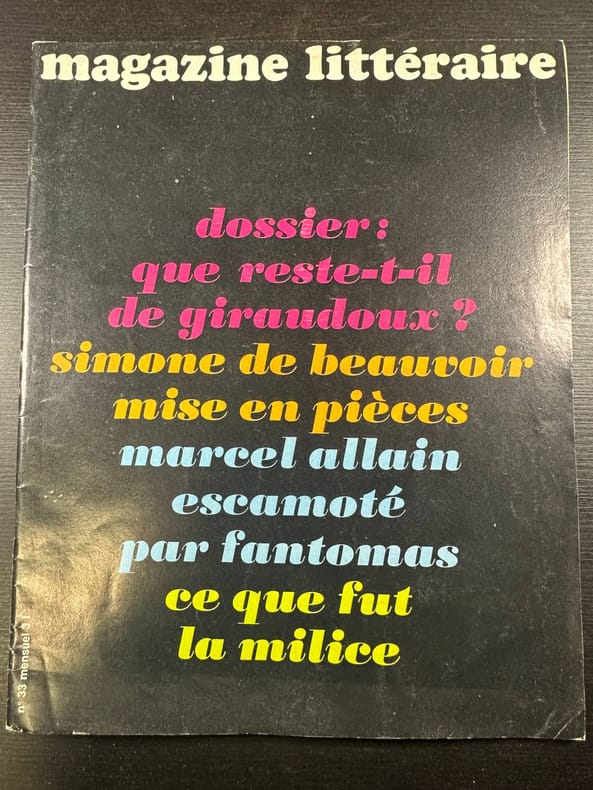 magazine littéraire
dossier:
que reste-t-il
de giraudoux ?
simone de beauvoir
mise en pièces
marcel allain
escamoté
par fantomas
ce que fut
la milice
n° 33 mensuel 3